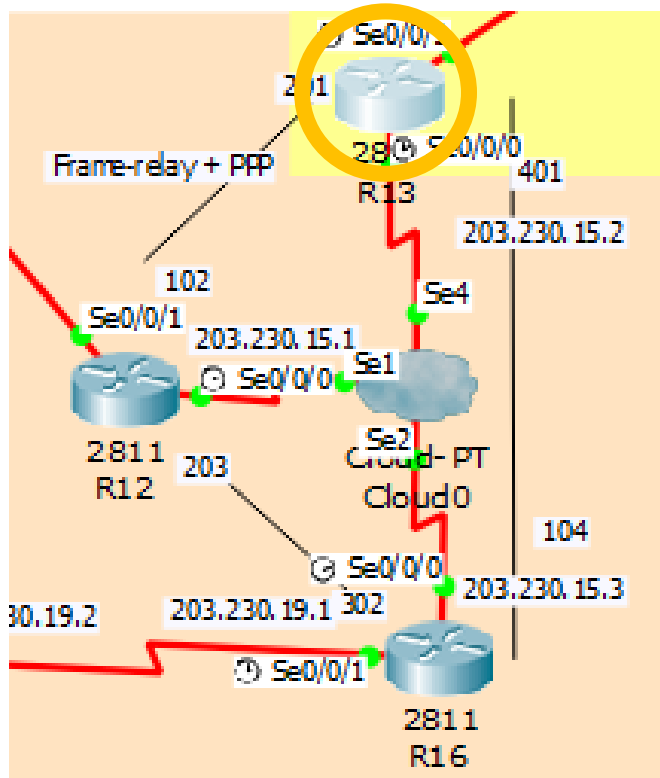 Se0/0/1
201
28
Se0/0/0
Frame-relay + PPP
R13
401
203.230.15.2
102
Se4
Se0/0/1
203.230.15.1
Se1
Se0/0/0
Se2
2811
Cloud-PT
R12
203
Cloud0
104
Se0/0/0
203.230.15.3
30.19.2
203.230.19.1
302
Se0/0/1
2811
R16